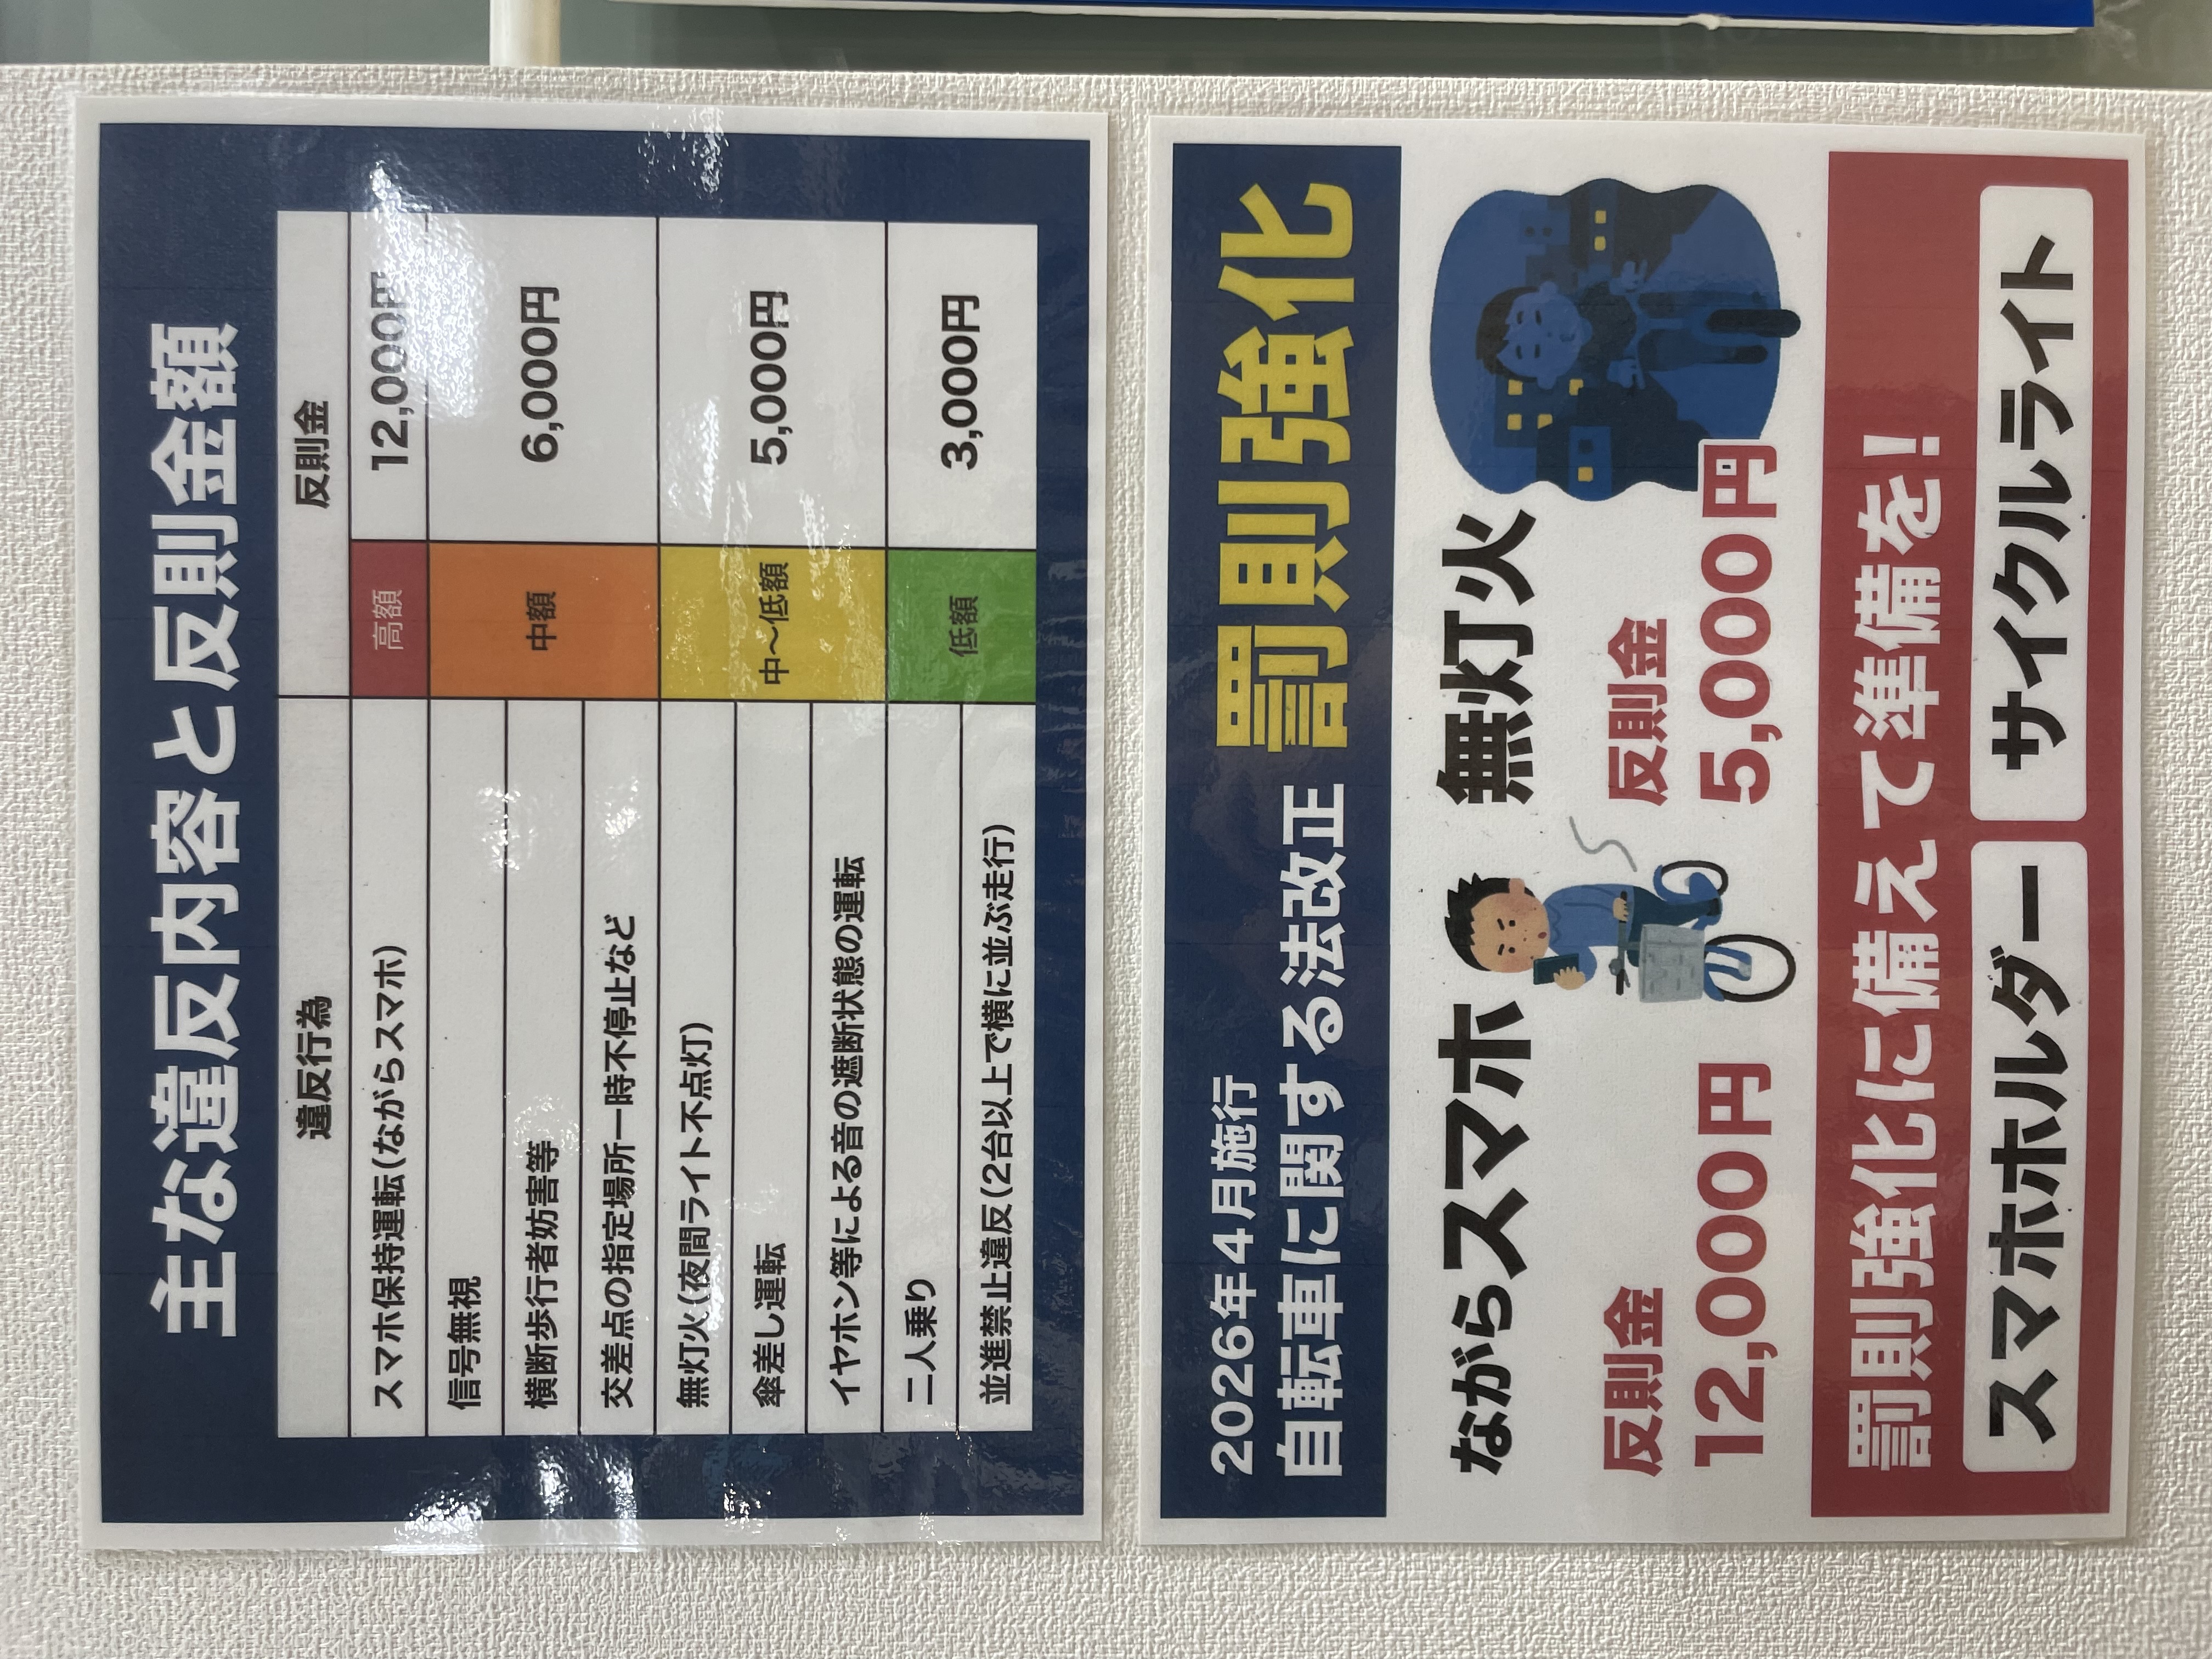 主な違反内容と反則金額
違反行為 反則金
スマホ保持運転(ながらスマホ) 高額 12,000円
信号無視
横断歩行者妨害等 中額 6,000円
交差点の指定場所一時不停止など
無灯火(夜間ライト不点灯)
傘差し運転 中～低額 5,000円
イヤホン等による音の遮断状態の運転
二人乗り 低額 3,000円
並進禁止違反(2台以上で横に並ぶ走行)
2026年4月施行
自転車に関する法改正 罰則強化
ながらスマホ
反則金
12,000円
無灯火
反則金
5,000円
罰則強化に備えて準備を!
スマホホルダー サイクルライト